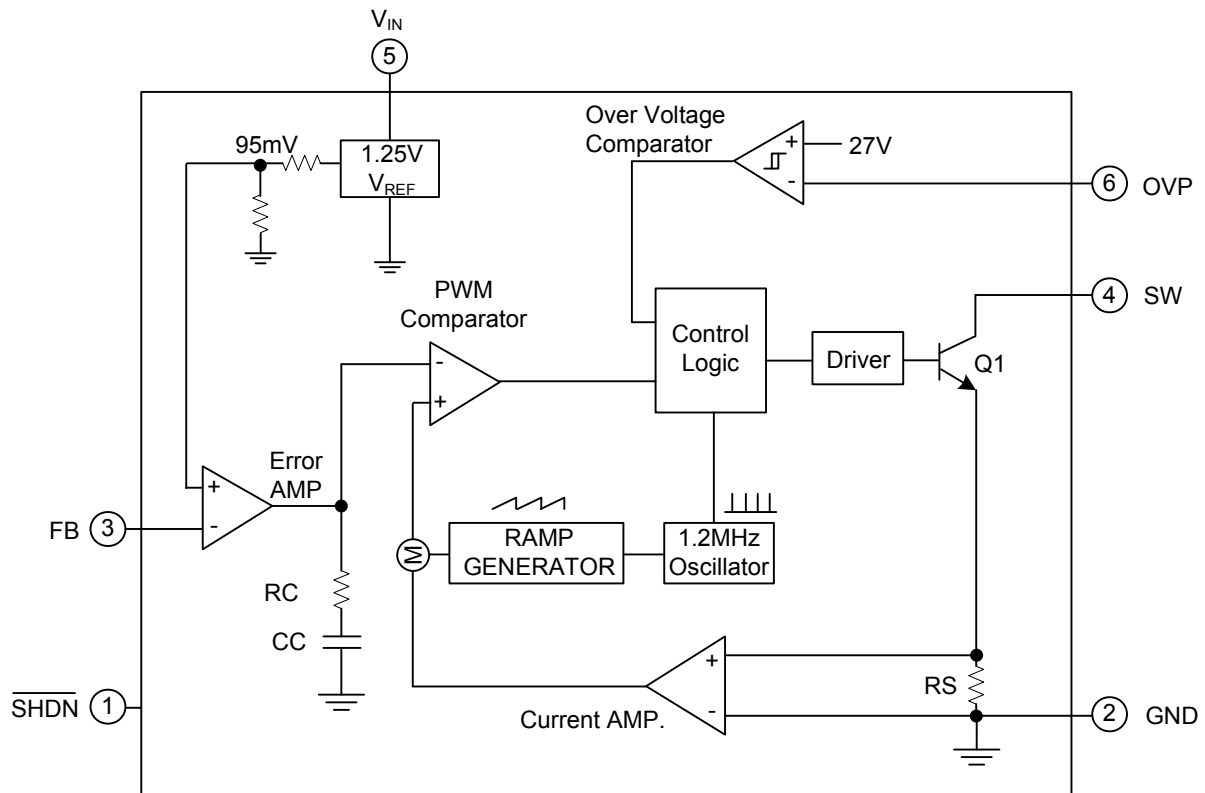 VIN
5
Over Voltage
Comparator
95mV
1.25V
VREF
+
27V
-
6 OVP
PWM
Comparator
4 SW
Control
Logic
Driver
Q1
-
+
Error
AMP
+
-
FB 3
RAMP
GENERATOR
1.2MHz
Oscillator
M
RC
CC
+
-
RS
SHDN 1
Current AMP.
2 GND